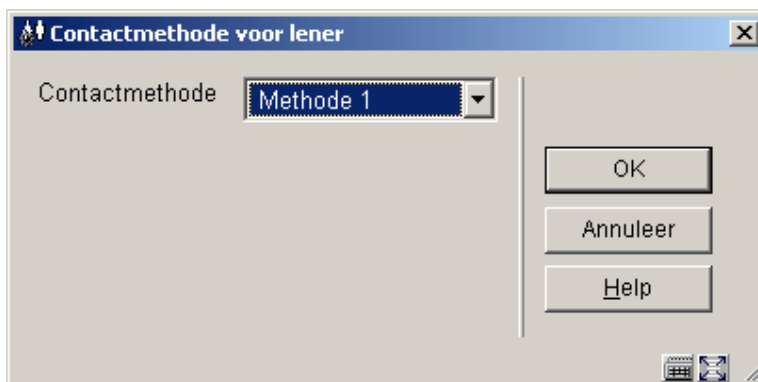 Contactmethode voor lener
Contactmethode
Methode 1
OK
Annuleer
Help